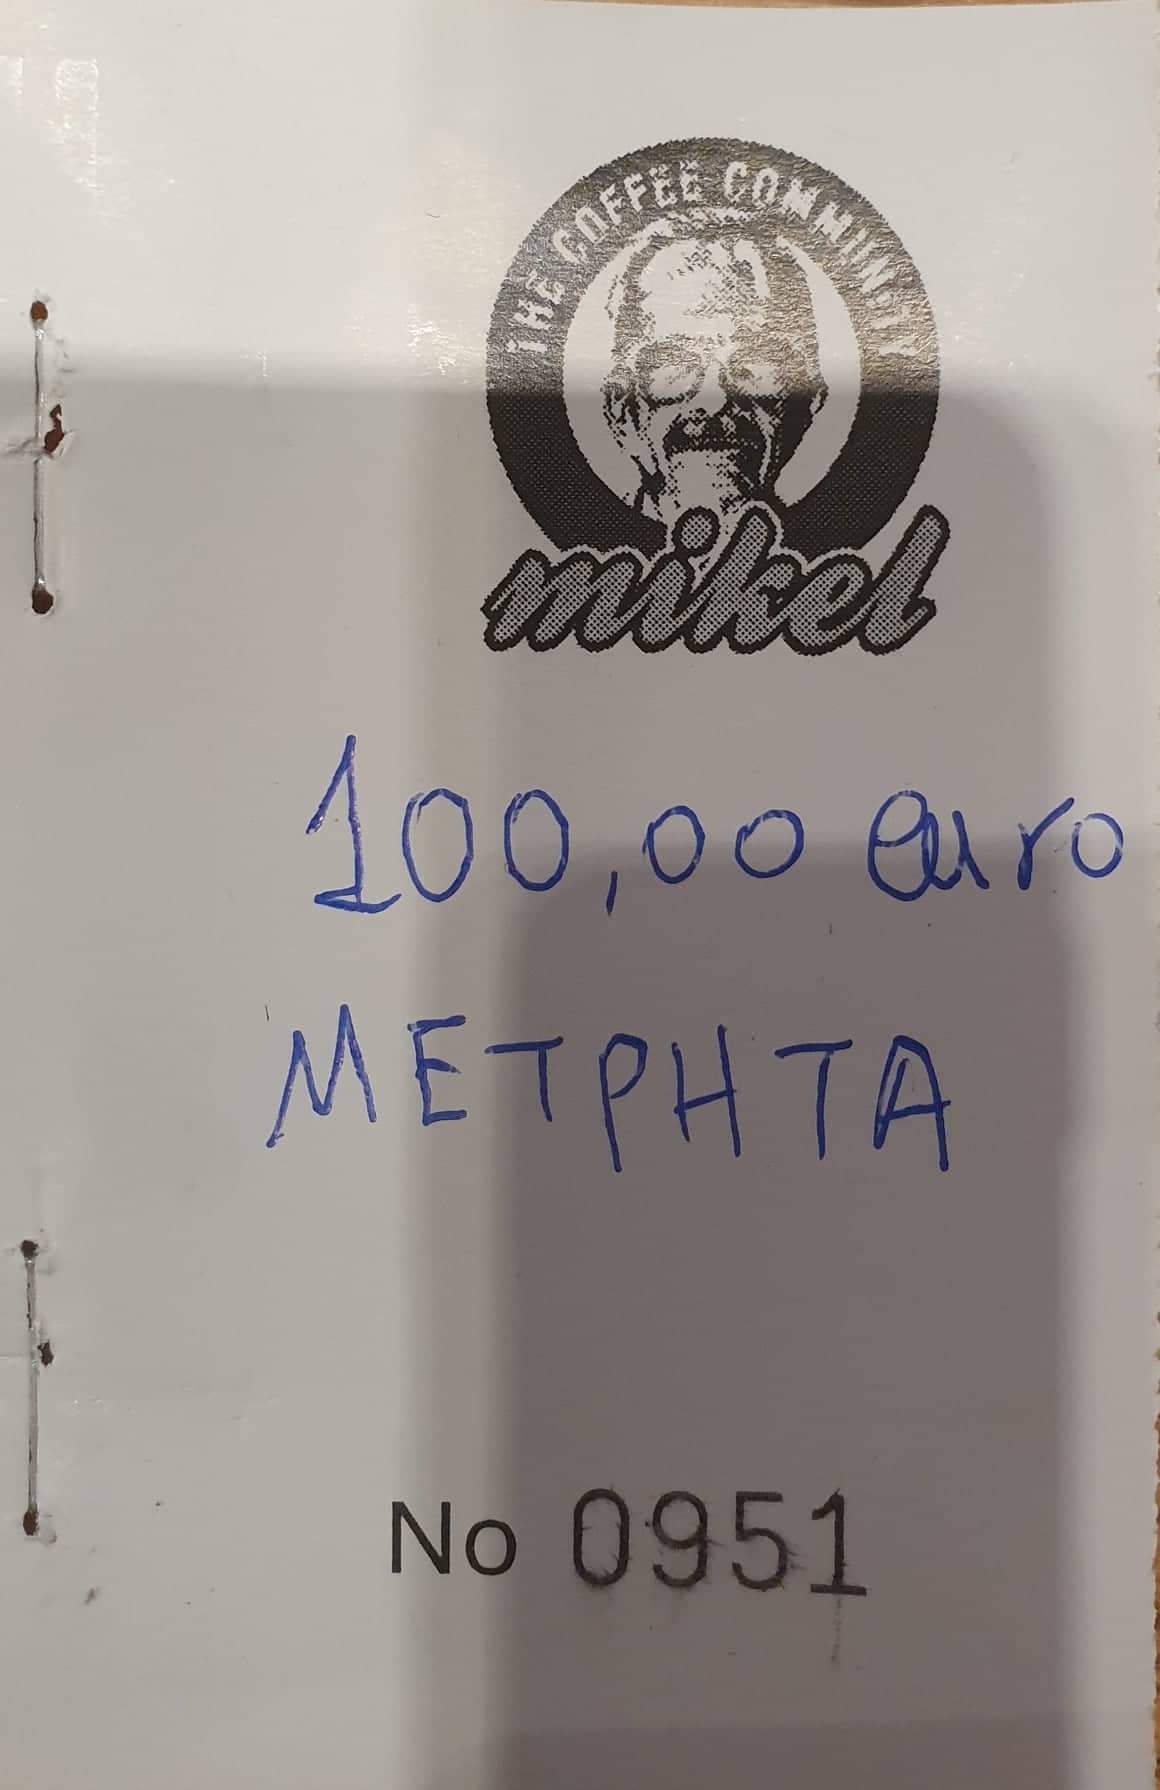 THE COFFEE COMMUNITY
mikel
100,00 euro
ΜΕΤΡΗΤΑ
No 0951